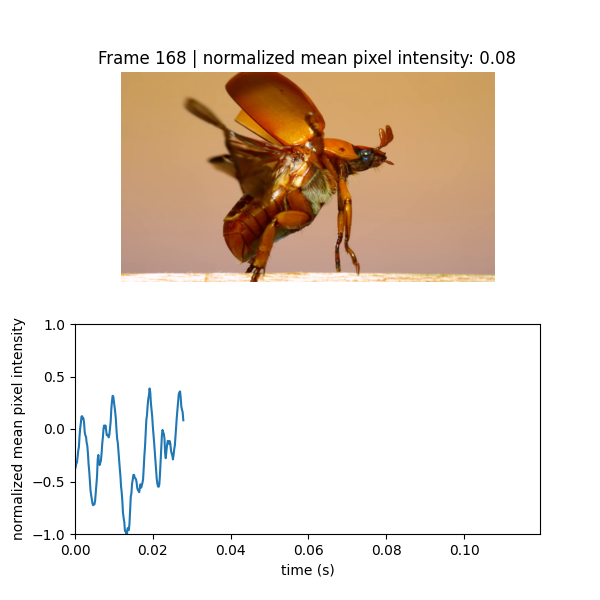 Frame 168 | normalized mean pixel intensity: 0.08
1.0
0.5
0.0
−0.5
−1.0
normalized mean pixel intensity
0.00 0.02 0.04 0.06 0.08 0.10
time (s)